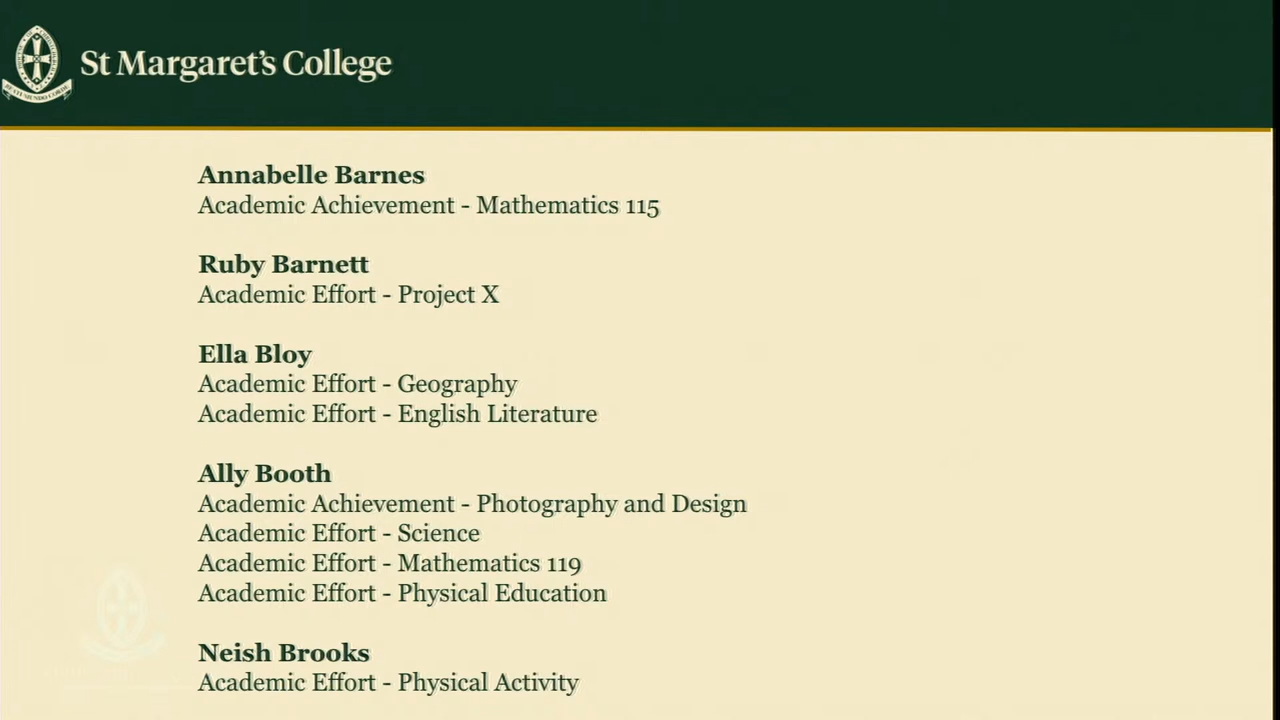 St Margaret's College
Annabelle Barnes
Academic Achievement - Mathematics 115
Ruby Barnett
Academic Effort - Project X
Ella Bloy
Academic Effort - Geography
Academic Effort - English Literature
Ally Booth
Academic Achievement - Photography and Design
Academic Effort - Science
Academic Effort - Mathematics 119
Academic Effort - Physical Education
Neish Brooks
Academic Effort - Physical Activity